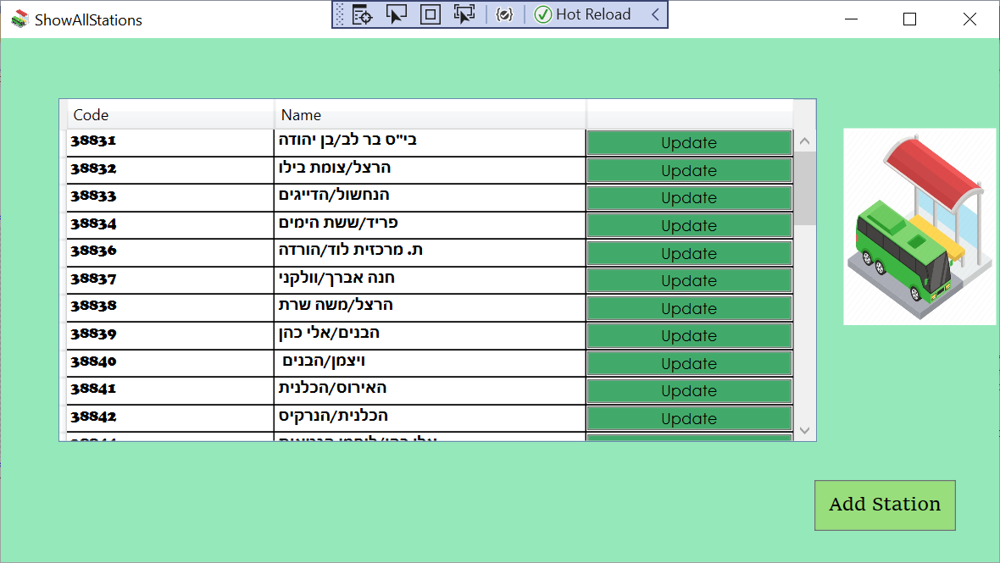 ShowAllStations
Hot Reload
Code Name
38831 בי"ס בר לב/בן יהודה Update
38832 הרצל/צומת בילו Update
38833 הנחשול/הדייגים Update
38834 פריד/ששת הימים Update
38836 ת. מרכזית לוד/הורדה Update
38837 חנה אברך/וולקני Update
38838 הרצל/משה שרת Update
38839 הבנים/אלי כהן Update
38840 ויצמן/הבנים Update
38841 האירוס/הכלנית Update
38842 הכלנית/הנרקיס Update
Add Station